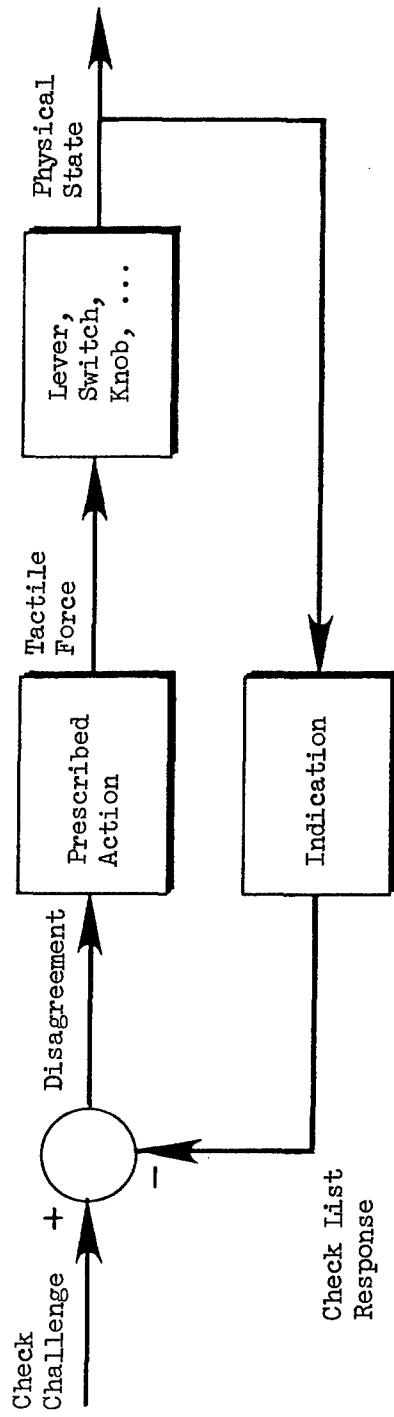 Check
Challenge
+
−
Disagreement
Prescribed
Action
Tactile
Force
Lever,
Switch,
Knob, ...
Physical
State
Indication
Check List
Response